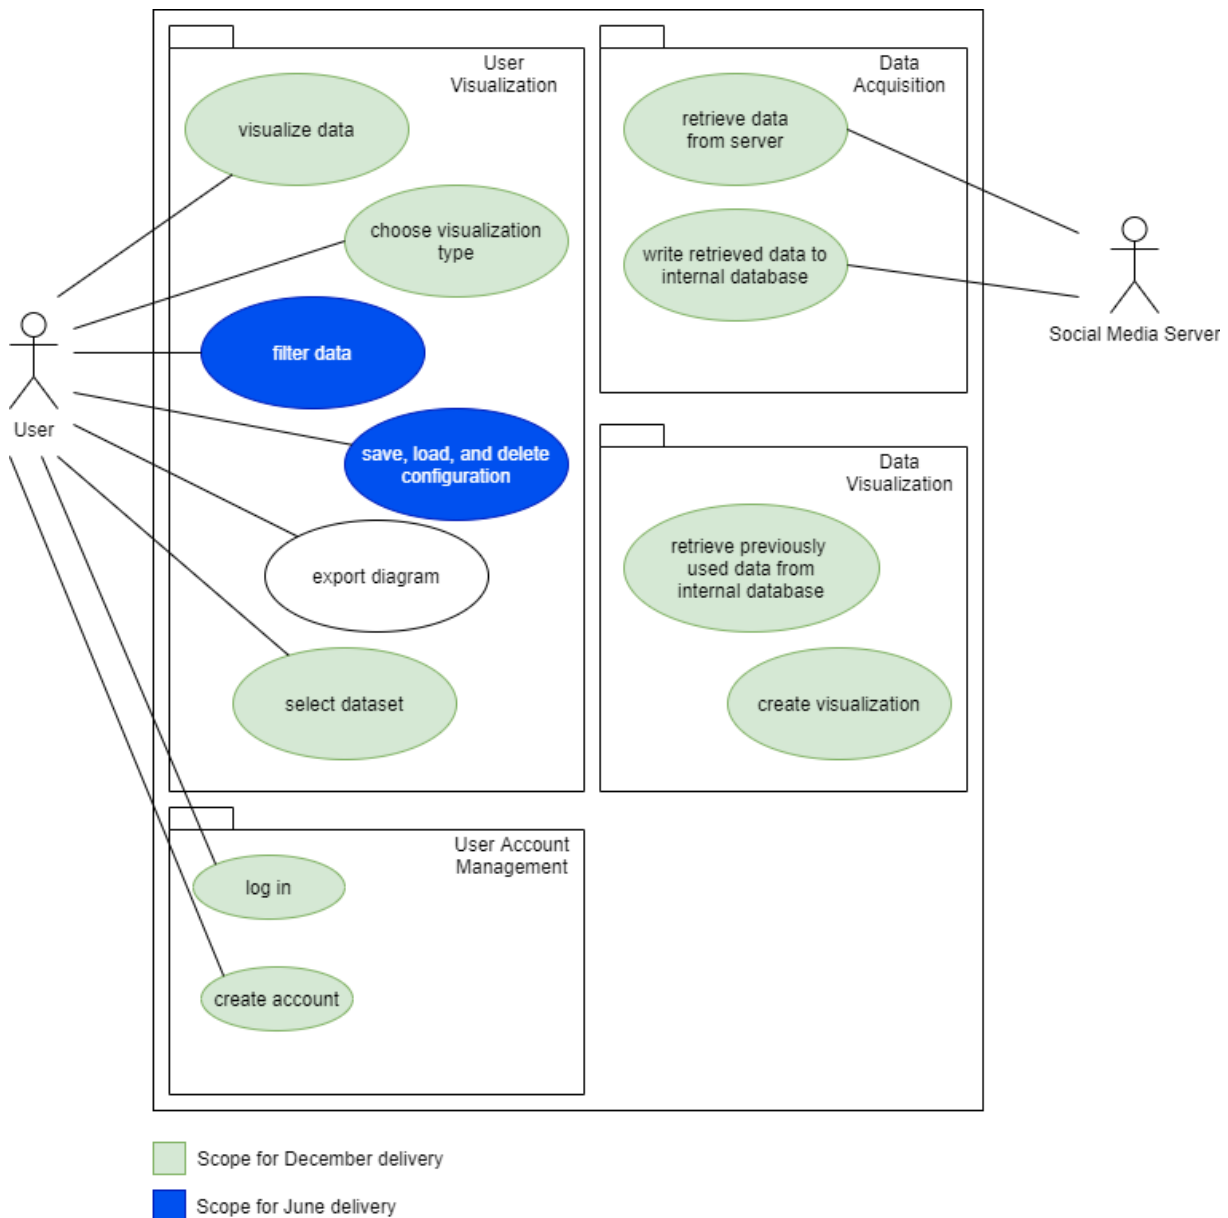 User
Visualization
visualize data
choose visualization
type
filter data
save, load, and delete
configuration
export diagram
select dataset
User
Data
Acquisition
retrieve data
from server
write retrieved data to
internal database
Social Media Server
Data
Visualization
retrieve previously
used data from
internal database
create visualization
User Account
Management
log in
create account
Scope for December delivery
Scope for June delivery